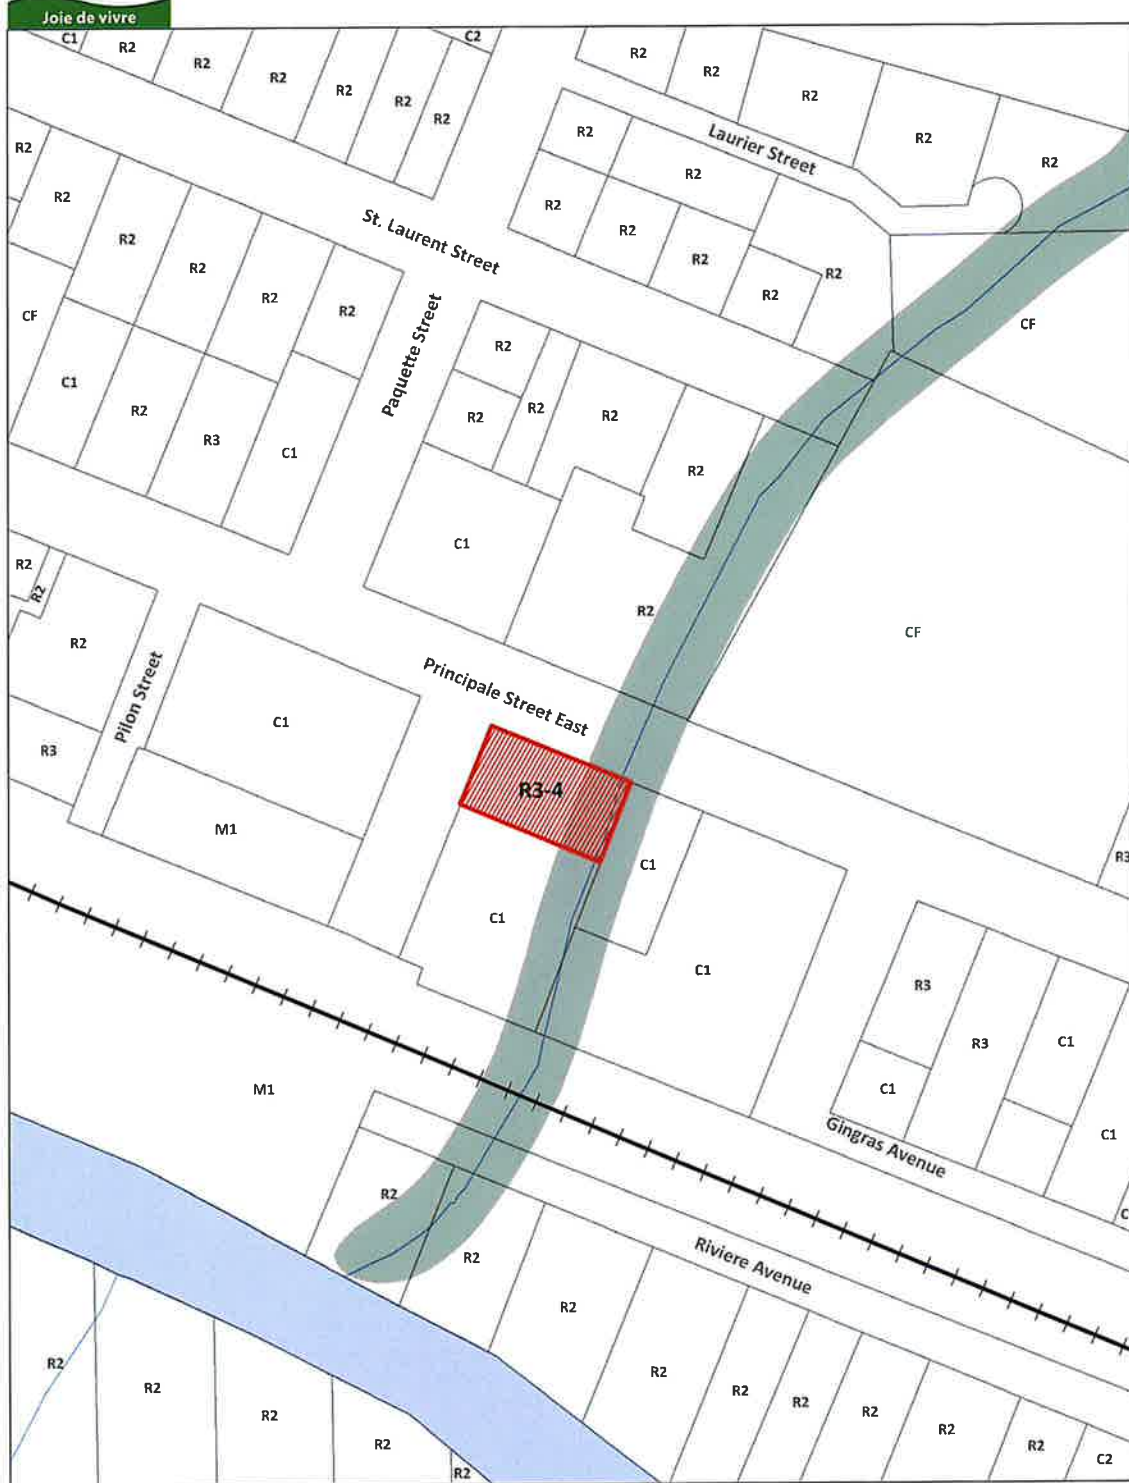 Joie de vivre
C1
R2
R2
R2
R2
R2
R2
C2
R2
R2
R2
R2
R2
Laurier Street
R2
R2
R2
R2
R2
R2
R2
St. Laurent Street
R2
R2
R2
R2
R2
R2
CF
C1
R2
R3
C1
Paquette Street
R2
R2
R2
R2
R2
C1
R2
CF
CF
R2
R2
R2
R3
Pilon Street
C1
M1
Principale Street East
R3-4
C1
C1
C1
R3
R3
R3
C1
C1
C1
C
Gingras Avenue
M1
R2
R2
Riviere Avenue
R2
R2
R2
R2
R2
R2
R2
C2
R2
R2
R2
R2
R2